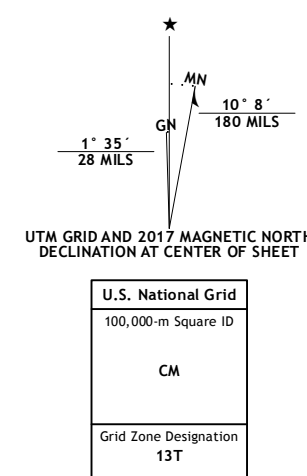 ★
MN
GN
10° 8´
180 MILS
1° 35´
28 MILS
UTM GRID AND 2017 MAGNETIC NORTH
DECLINATION AT CENTER OF SHEET
U.S. National Grid
100,000-m Square ID
CM
Grid Zone Designation
13T